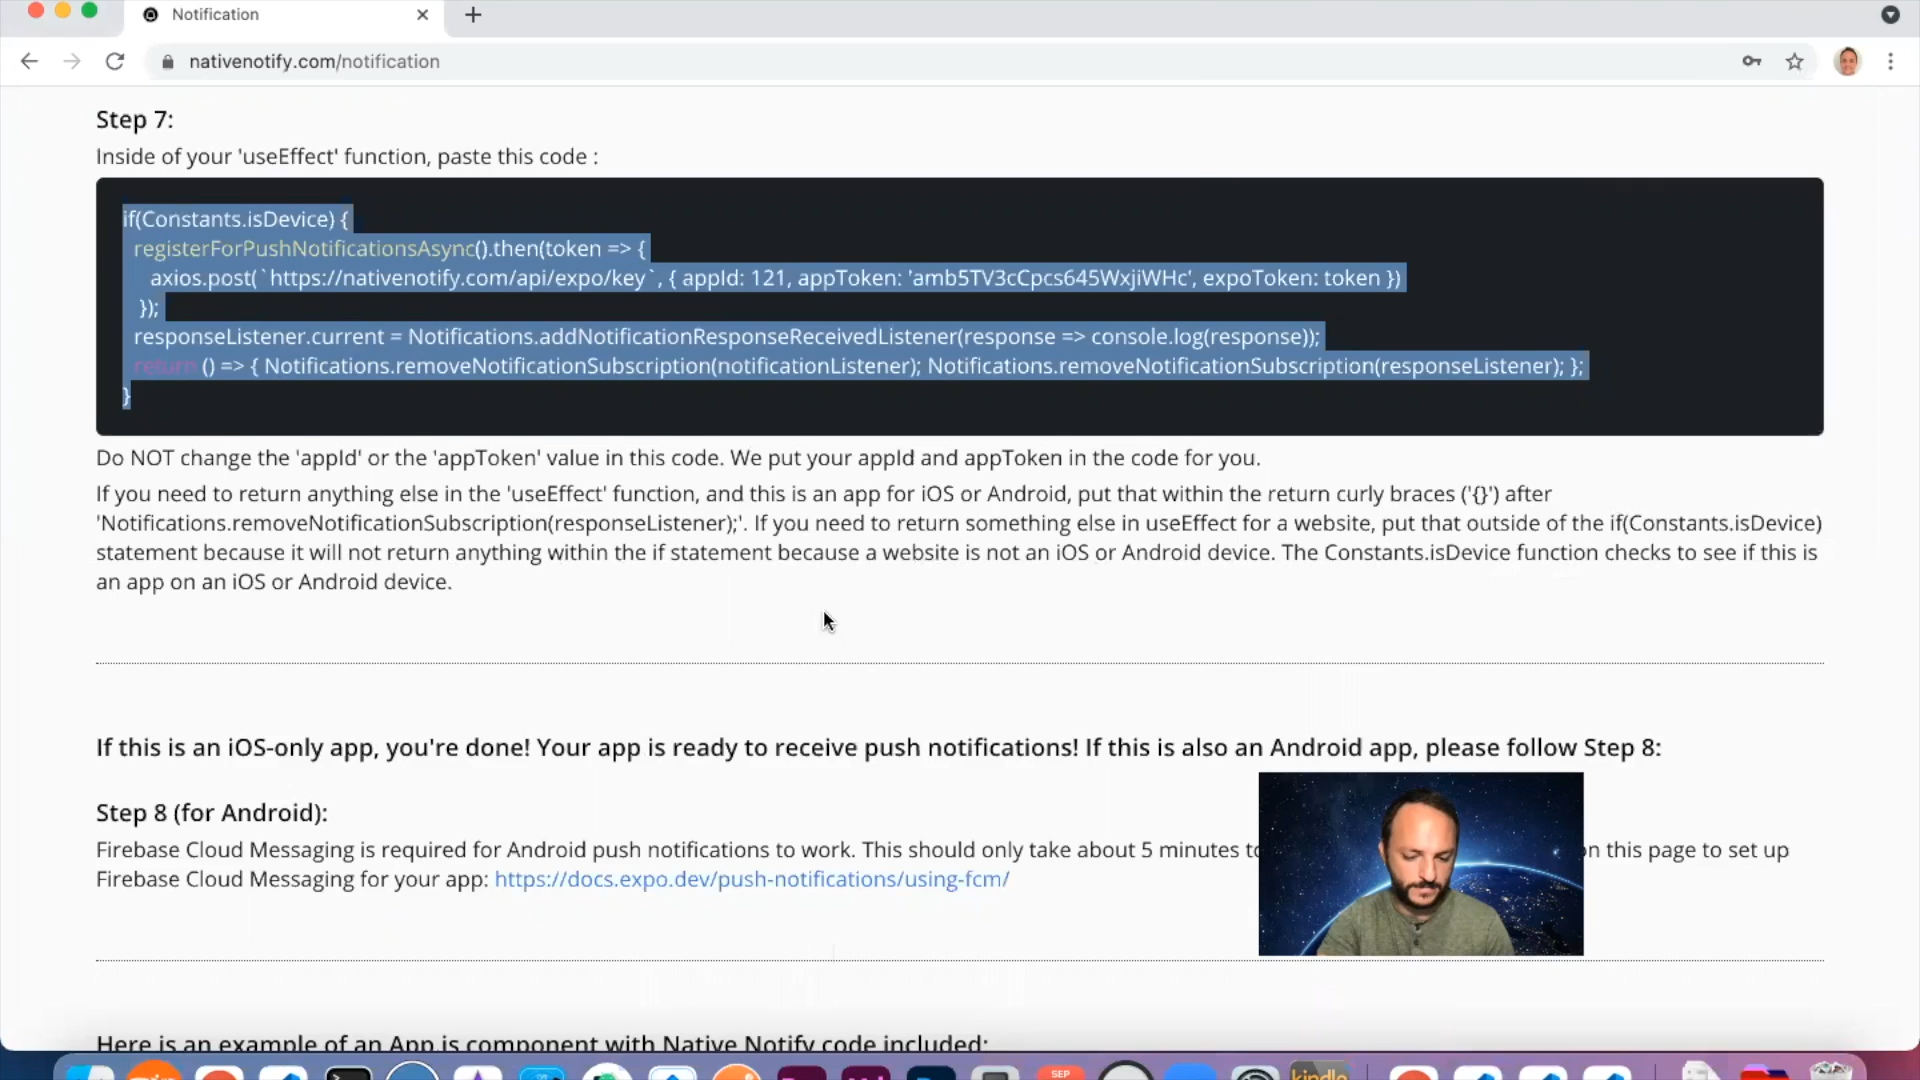 Notification
nativenotify.com/notification
Step 7:
Inside of your 'useEffect' function, paste this code :
if(Constants.isDevice) {
registerForPushNotificationsAsync().then(token => {
axios.post(`https://nativenotify.com/api/expo/key`, { appId: 121, appToken: 'amb5TV3cCpcs645WxjiWHc', expoToken: token })
});
responseListener.current = Notifications.addNotificationResponseReceivedListener(response => console.log(response));
return () => { Notifications.removeNotificationSubscription(notificationListener); Notifications.removeNotificationSubscription(responseListener); };
}
Do NOT change the 'appId' or the 'appToken' value in this code. We put your appId and appToken in the code for you.
If you need to return anything else in the 'useEffect' function, and this is an app for iOS or Android, put that within the return curly braces ('{}') after
'Notifications.removeNotificationSubscription(responseListener);'. If you need to return something else in useEffect for a website, put that outside of the if(Constants.isDevice)
statement because it will not return anything within the if statement because a website is not an iOS or Android device. The Constants.isDevice function checks to see if this is
an app on an iOS or Android device.
If this is an iOS-only app, you're done! Your app is ready to receive push notifications! If this is also an Android app, please follow Step 8:
Step 8 (for Android):
Firebase Cloud Messaging is required for Android push notifications to work. This should only take about 5 minutes on this page to set up
Firebase Cloud Messaging for your app: https://docs.expo.dev/push-notifications/using-fcm/
Here is an example of an App.js component with Native Notify code included:
SEP
kindle